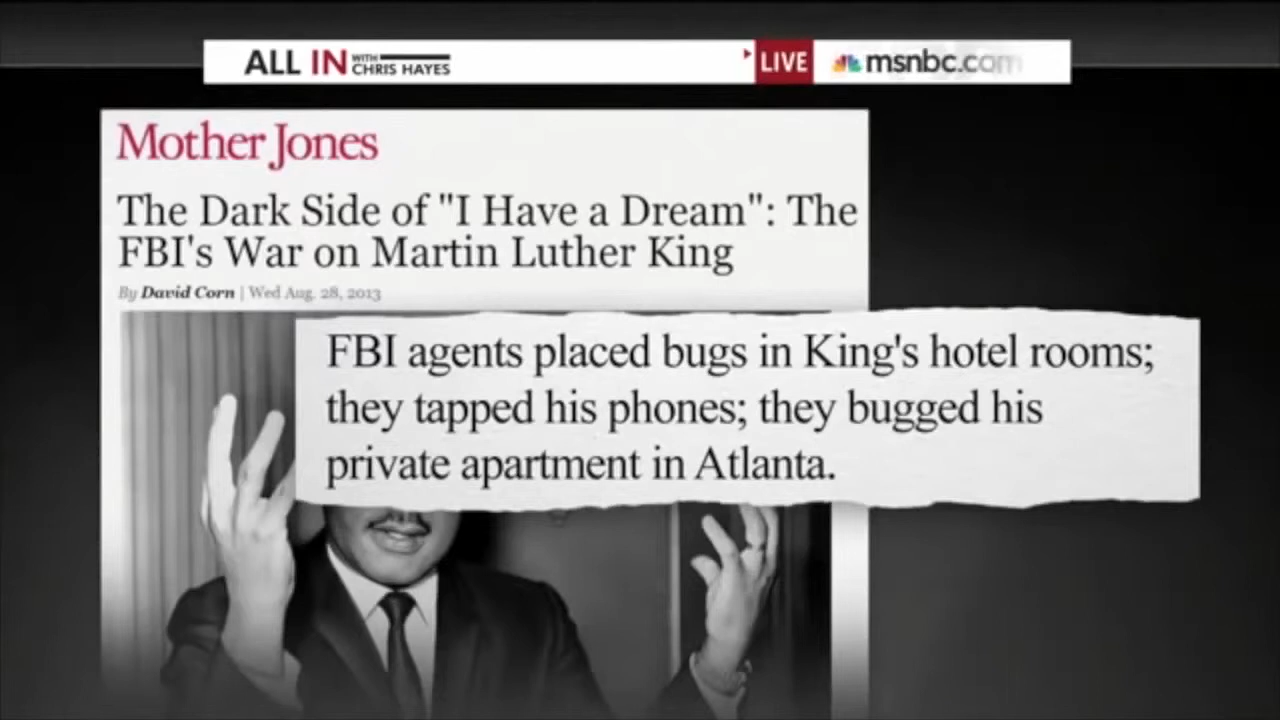 ALL IN WITH CHRIS HAYES
LIVE
msnbc.com
Mother Jones
The Dark Side of "I Have a Dream": The
FBI's War on Martin Luther King
By David Corn | Wed Aug. 28, 2013
FBI agents placed bugs in King's hotel rooms;
they tapped his phones; they bugged his
private apartment in Atlanta.